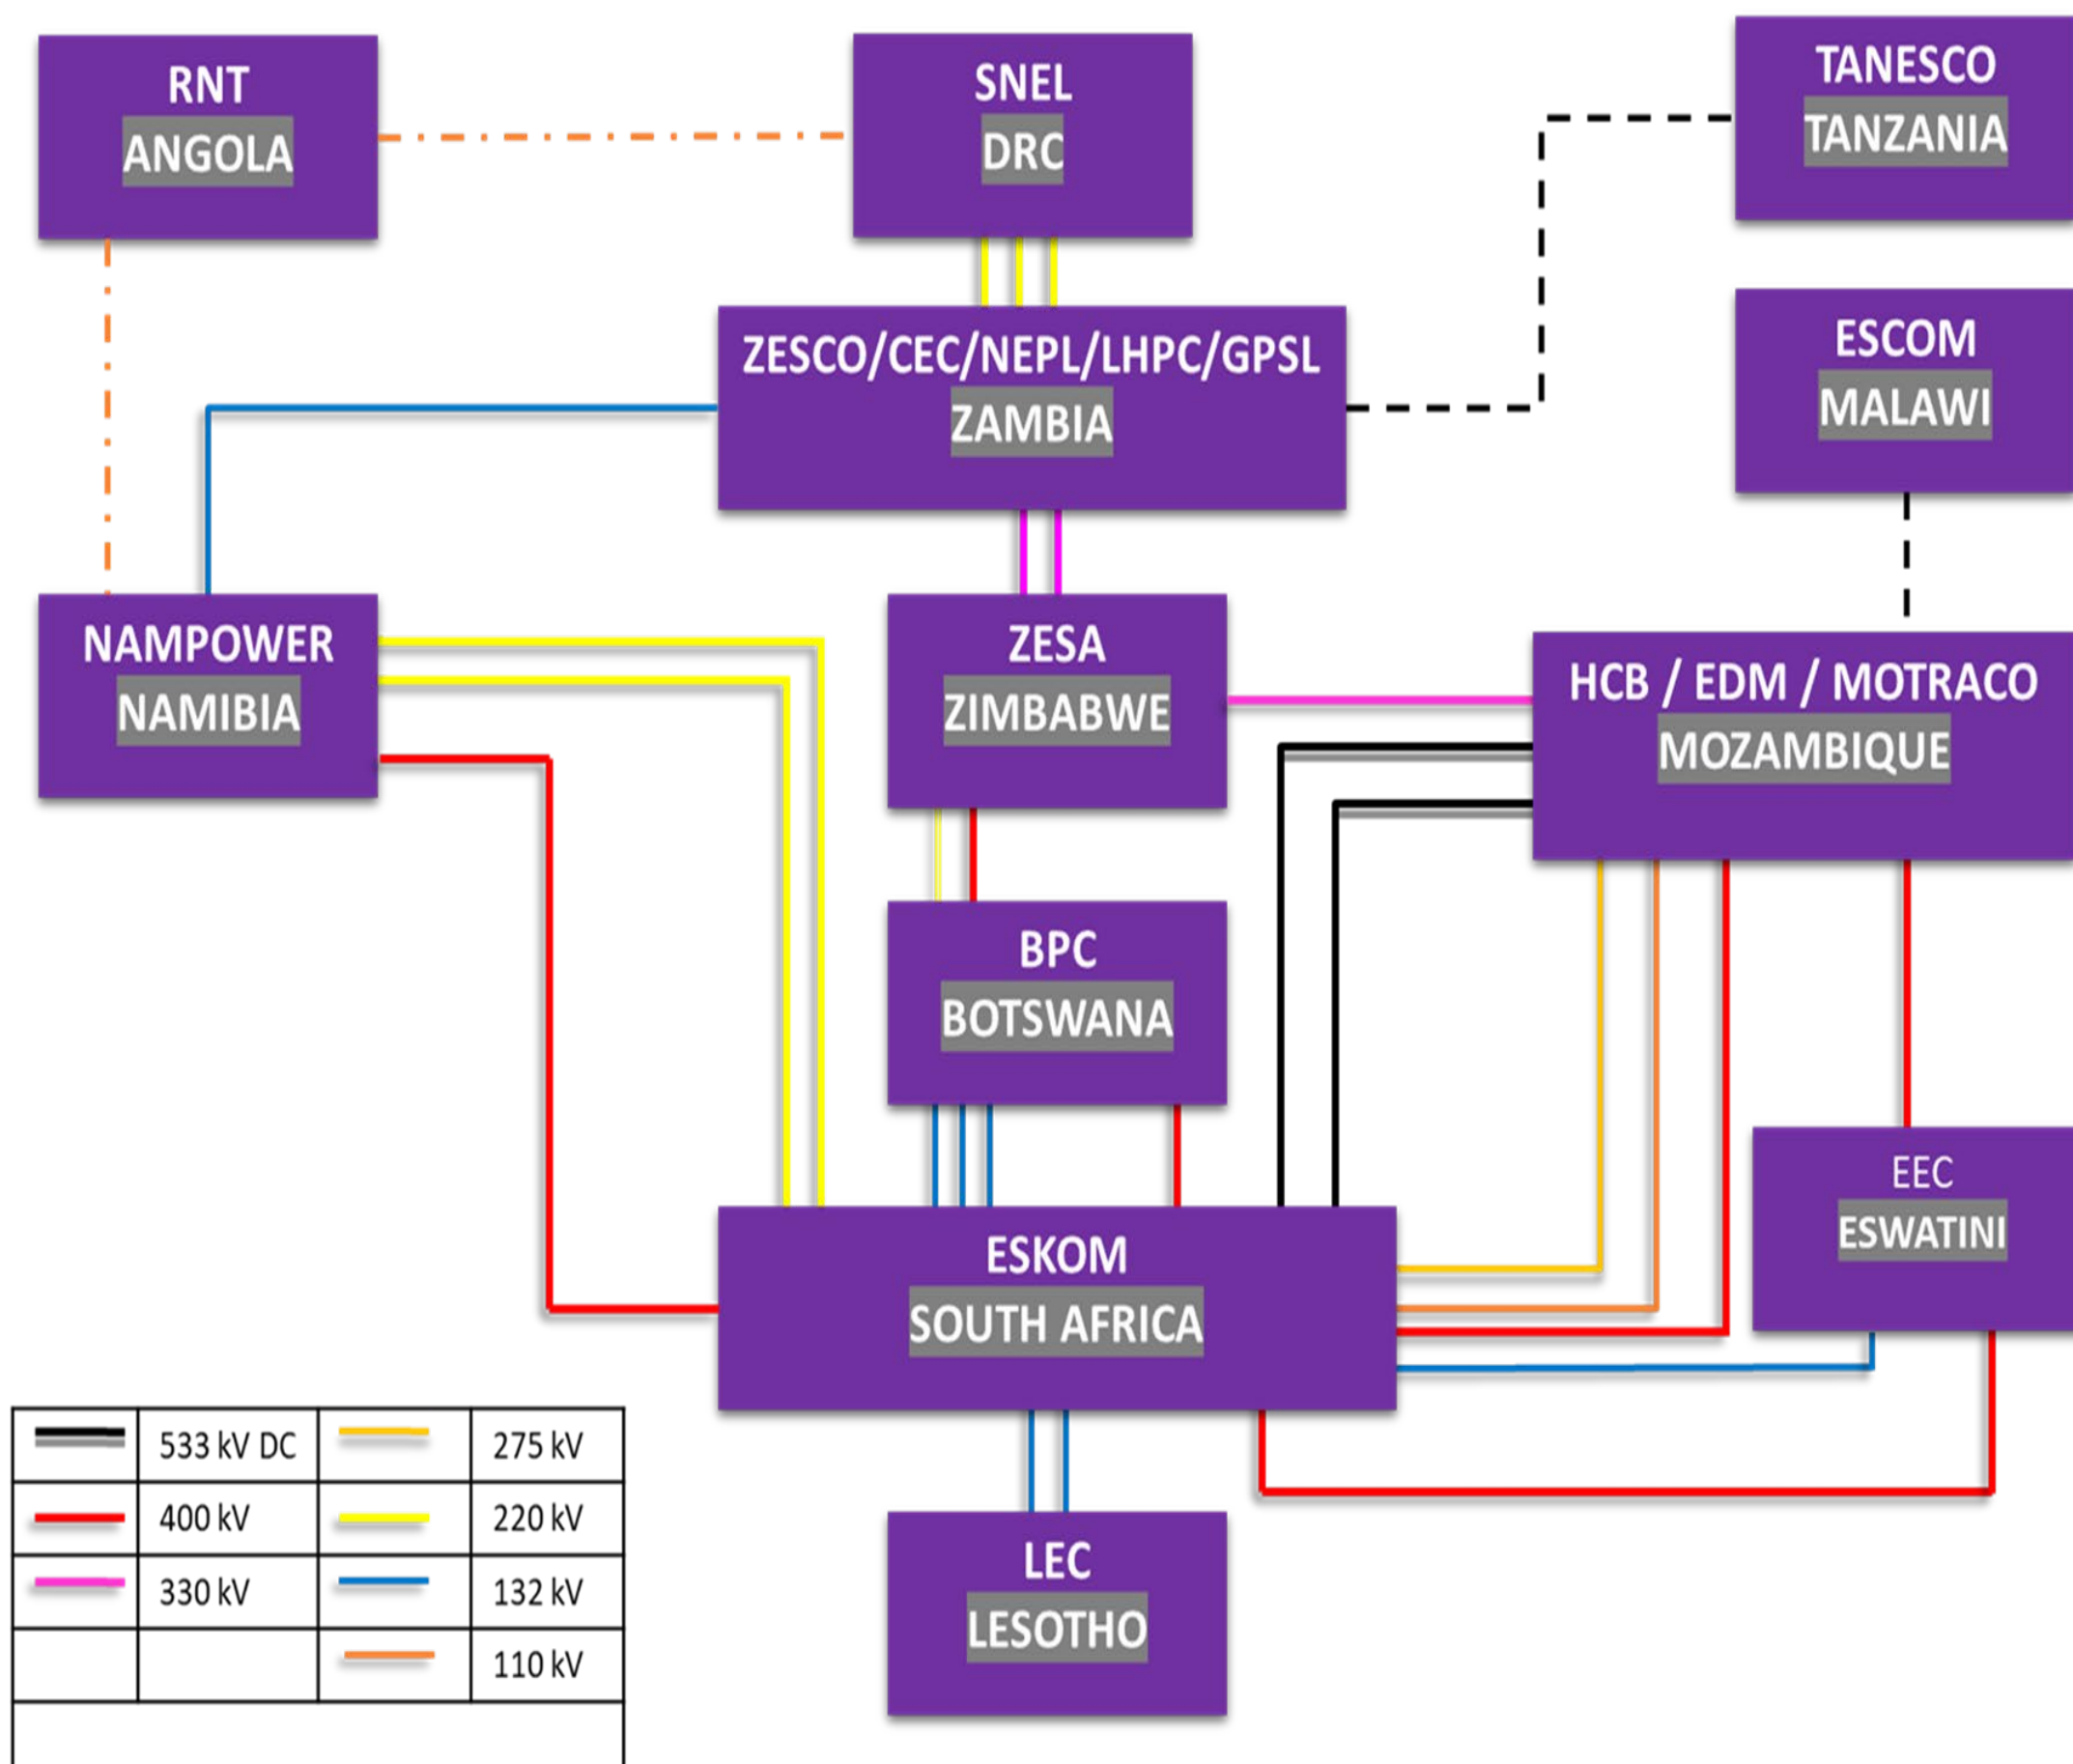 RNT
ANGOLA
SNEL
DRC
TANESCO
TANZANIA
ZESCO/CEC/NEPL/LHPC/GPSL
ZAMBIA
ESCOM
MALAWI
NAMPOWER
NAMIBIA
ZESA
ZIMBABWE
HCB / EDM / MOTRACO
MOZAMBIQUE
BPC
BOTSWANA
EEC
ESWATINI
ESKOM
SOUTH AFRICA
LEC
LESOTHO
533 kV DC
275 kV
400 kV
220 kV
330 kV
132 kV
110 kV